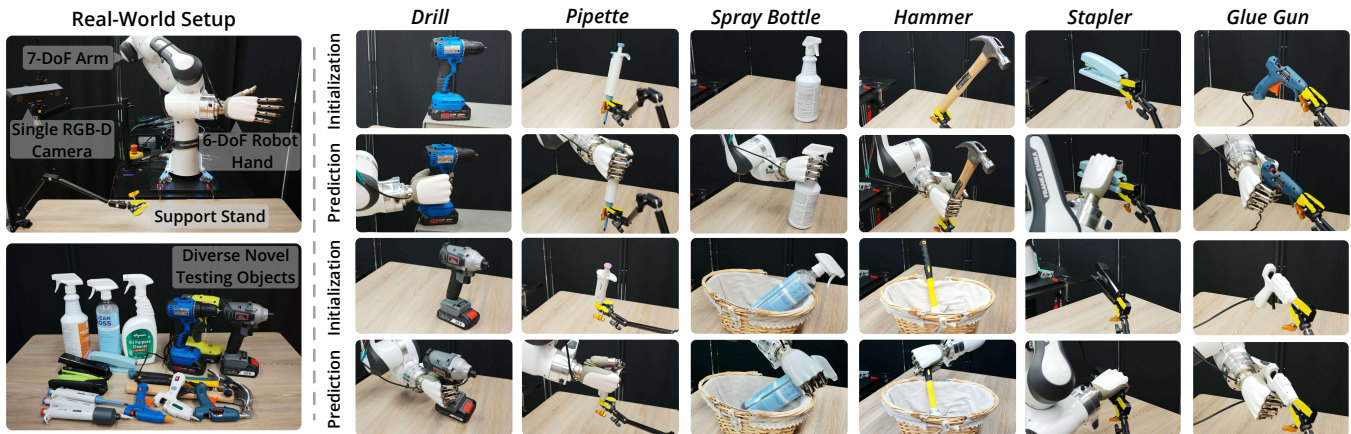 Real-World Setup
7-DoF Arm
Single RGB-D
Camera
6-DoF Robot
Hand
Support Stand
Diverse Novel
Testing Objects
Drill
Pipette
Spray Bottle
Hammer
Stapler
Glue Gun
Initialization
Prediction
Initialization
Prediction